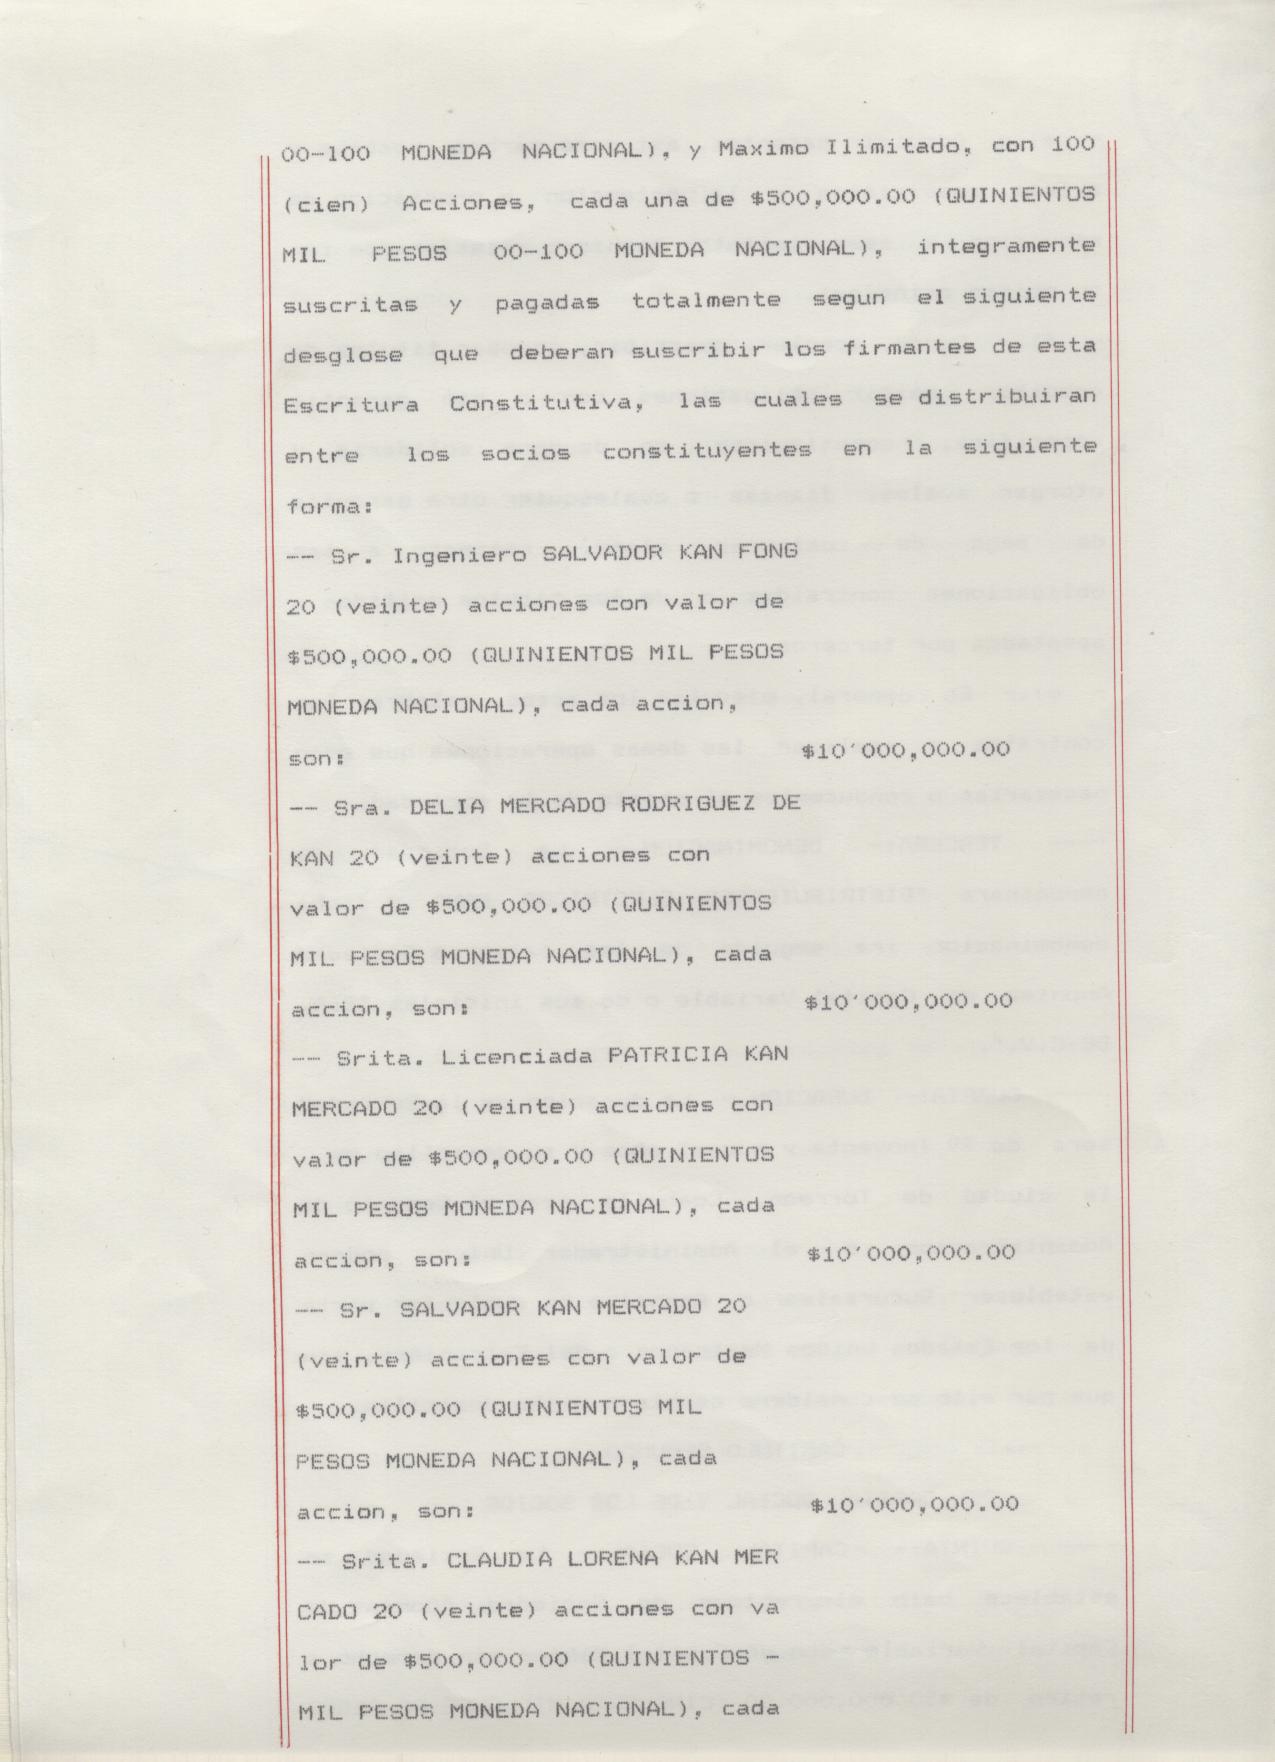 00-100 MONEDA NACIONAL), y Maximo Ilimitado, con 100
(cien) Acciones, cada una de $500,000.00 (QUINIENTOS
MIL PESOS 00-100 MONEDA NACIONAL), integramente
suscritas y pagadas totalmente segun el siguiente
desglose que deberan suscribir los firmantes de esta
Escritura Constitutiva, las cuales se distribuiran
entre los socios constituyentes en la siguiente
forma:
-- Sr. Ingeniero SALVADOR KAN FONG
20 (veinte) acciones con valor de
$500,000.00 (QUINIENTOS MIL PESOS
MONEDA NACIONAL), cada accion,
son: $10'000,000.00
-- Sra. DELIA MERCADO RODRIGUEZ DE
KAN 20 (veinte) acciones con
valor de $500,000.00 (QUINIENTOS
MIL PESOS MONEDA NACIONAL), cada
accion, son: $10'000,000.00
-- Srita. Licenciada PATRICIA KAN
MERCADO 20 (veinte) acciones con
valor de $500,000.00 (QUINIENTOS
MIL PESOS MONEDA NACIONAL), cada
accion, son: $10'000,000.00
-- Sr. SALVADOR KAN MERCADO 20
(veinte) acciones con valor de
$500,000.00 (QUINIENTOS MIL
PESOS MONEDA NACIONAL), cada
accion, son: $10'000,000.00
-- Srita. CLAUDIA LORENA KAN MER
CADO 20 (veinte) acciones con va
lor de $500,000.00 (QUINIENTOS -
MIL PESOS MONEDA NACIONAL), cada